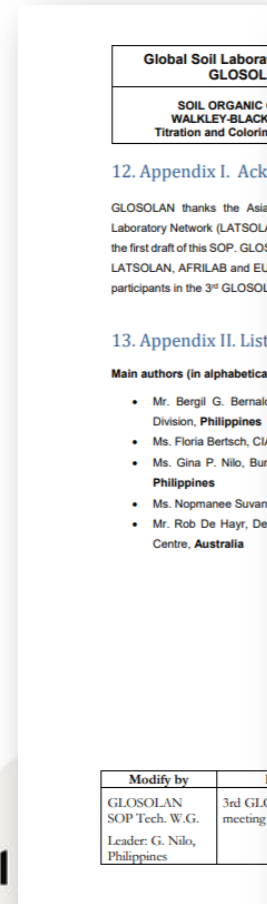 Global Soil Labora
GLOSOL
SOIL ORGANIC
WALKLEY-BLACK
Titration and Colorin
12. Appendix I. Ack
GLOSOLAN thanks the Asia
Laboratory Network (LATSOLA
the first draft of this SOP. GLOS
LATSOLAN, AFRILAB and EU
participants in the 3rd GLOSOL
13. Appendix II. List
Main authors (in alphabetica
• Mr. Bergil G. Bernald
Division, Philippines
• Ms. Floria Bertsch, CIA
• Ms. Gina P. Nilo, Bur
Philippines
• Ms. Nopmanee Suvan
• Mr. Rob De Hayr, De
Centre, Australia
Modify by
GLOSOLAN
SOP Tech. W.G.
3rd GLO
meeting
Leader: G. Nilo,
Philippines